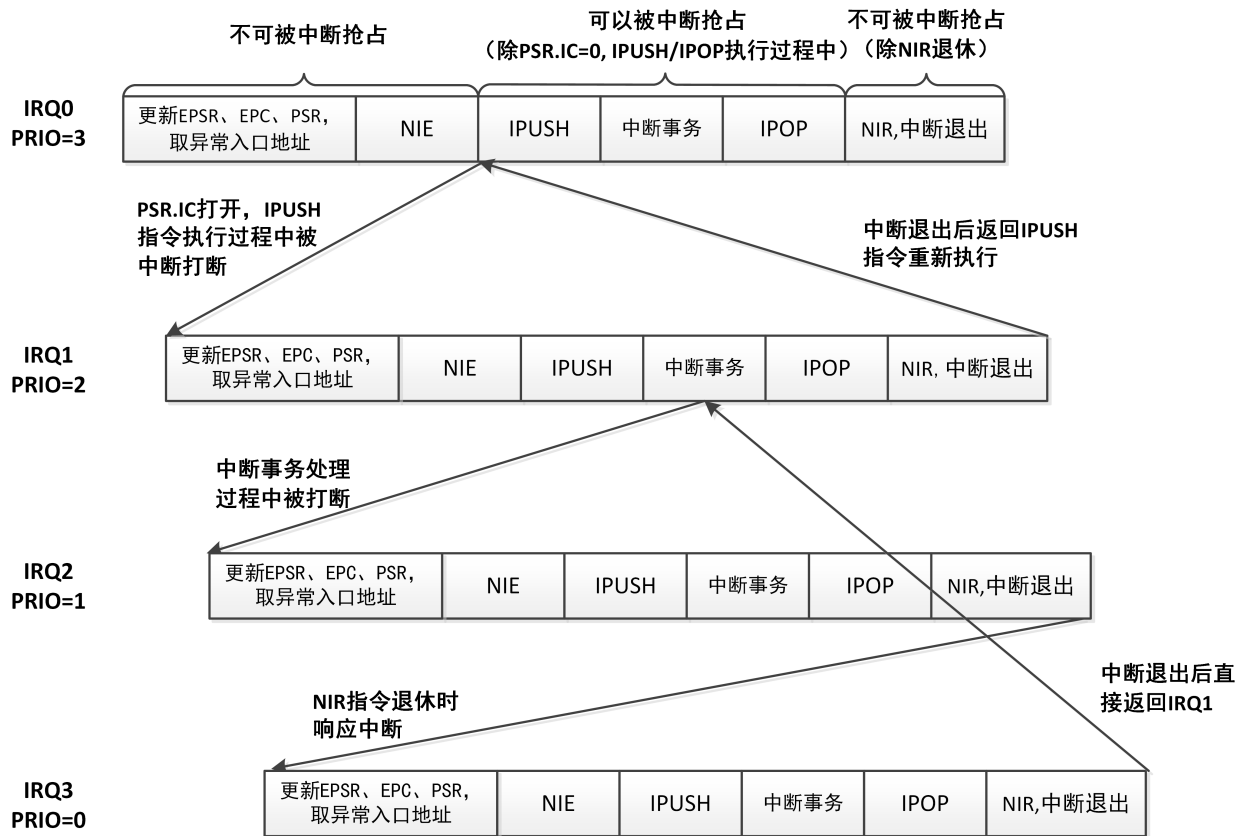 不可被中断抢占
可以被中断抢占
（除PSR.IC=0, IPUSH/IPOP执行过程中）
不可被中断抢占
（除NIR退休）
IRQ0
PRIO=3
更新EPSR、EPC、PSR，
取异常入口地址
NIE
IPUSH
中断事务
IPOP
NIR,中断退出
PSR.IC打开，IPUSH
指令执行过程中被
中断打断
中断退出后返回IPUSH
指令重新执行
IRQ1
PRIO=2
更新EPSR、EPC、PSR，
取异常入口地址
NIE
IPUSH
中断事务
IPOP
NIR，中断退出
中断事务处理
过程中被打断
IRQ2
PRIO=1
更新EPSR、EPC、PSR，
取异常入口地址
NIE
IPUSH
中断事务
IPOP
NIR,中断退出
NIR指令退休时
响应中断
中断退出后直
接返回IRQ1
IRQ3
PRIO=0
更新EPSR、EPC、PSR，
取异常入口地址
NIE
IPUSH
中断事务
IPOP
NIR,中断退出